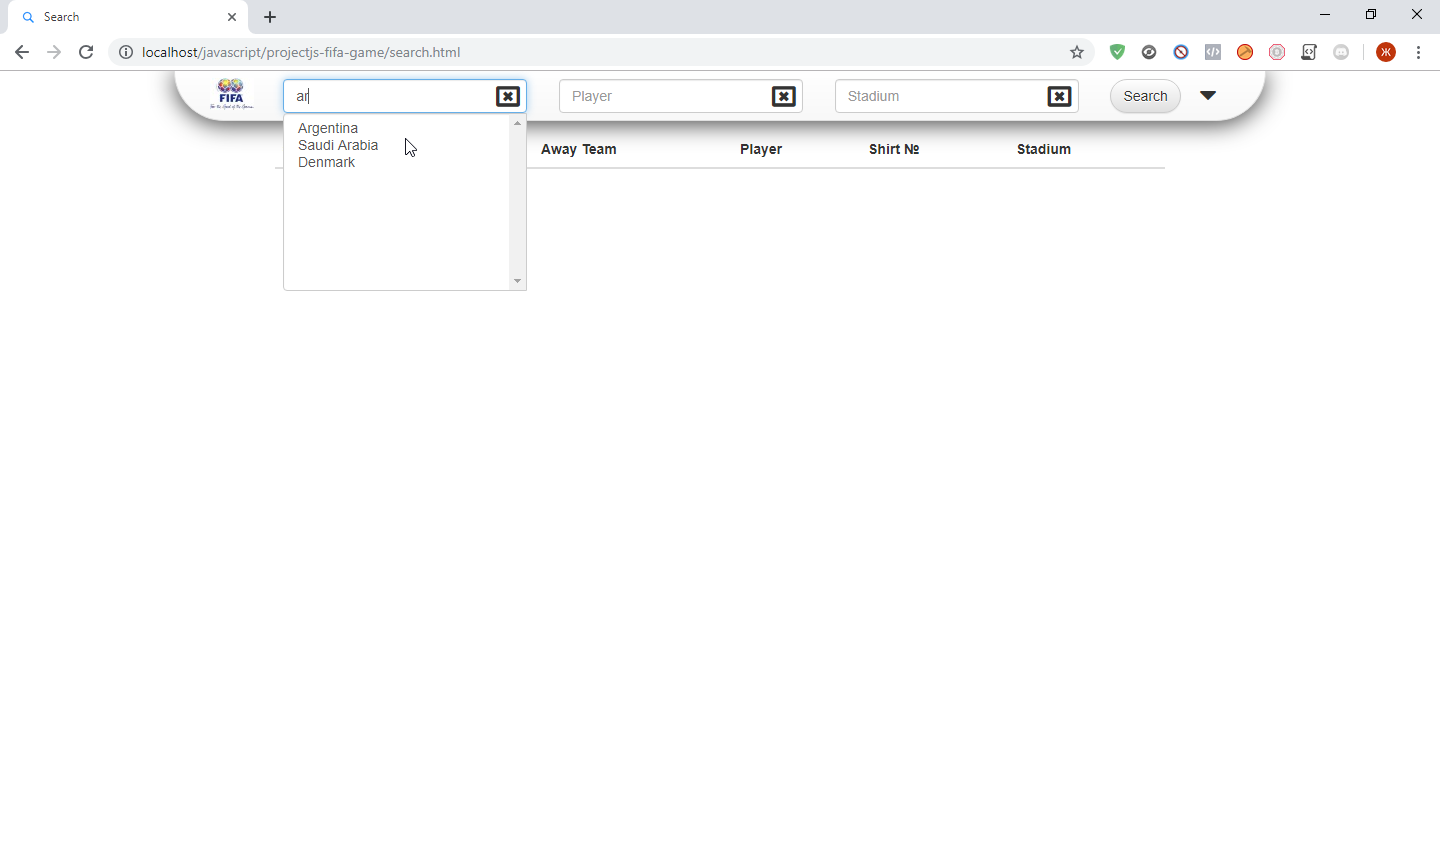 Search
localhost/javascript/projectjs-fifa-game/search.html
Ж
FIFA
ar
Player
Stadium
Search
Argentina
Saudi Arabia
Denmark
Away Team
Player
Shirt №
Stadium